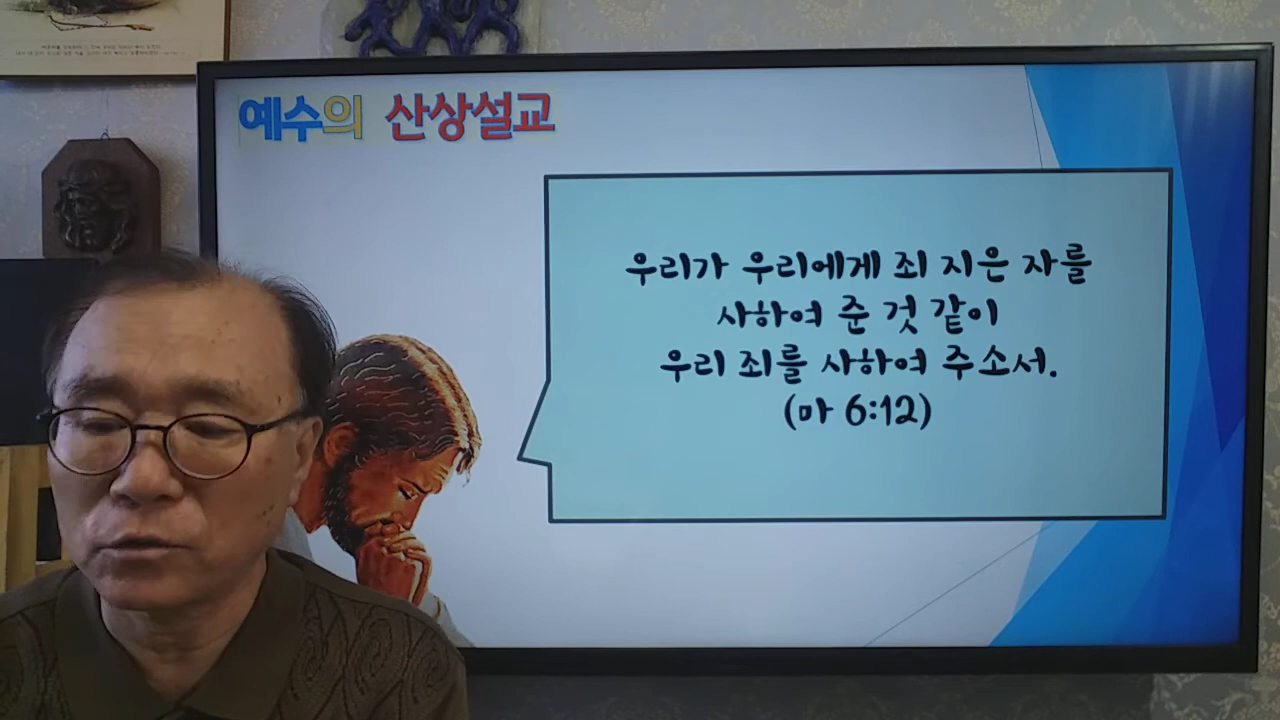 예수의 산상설교
우리가 우리에게 죄 지은 자를
사하여 준 것 같이
우리 죄를 사하여 주소서.
(마 6:12)